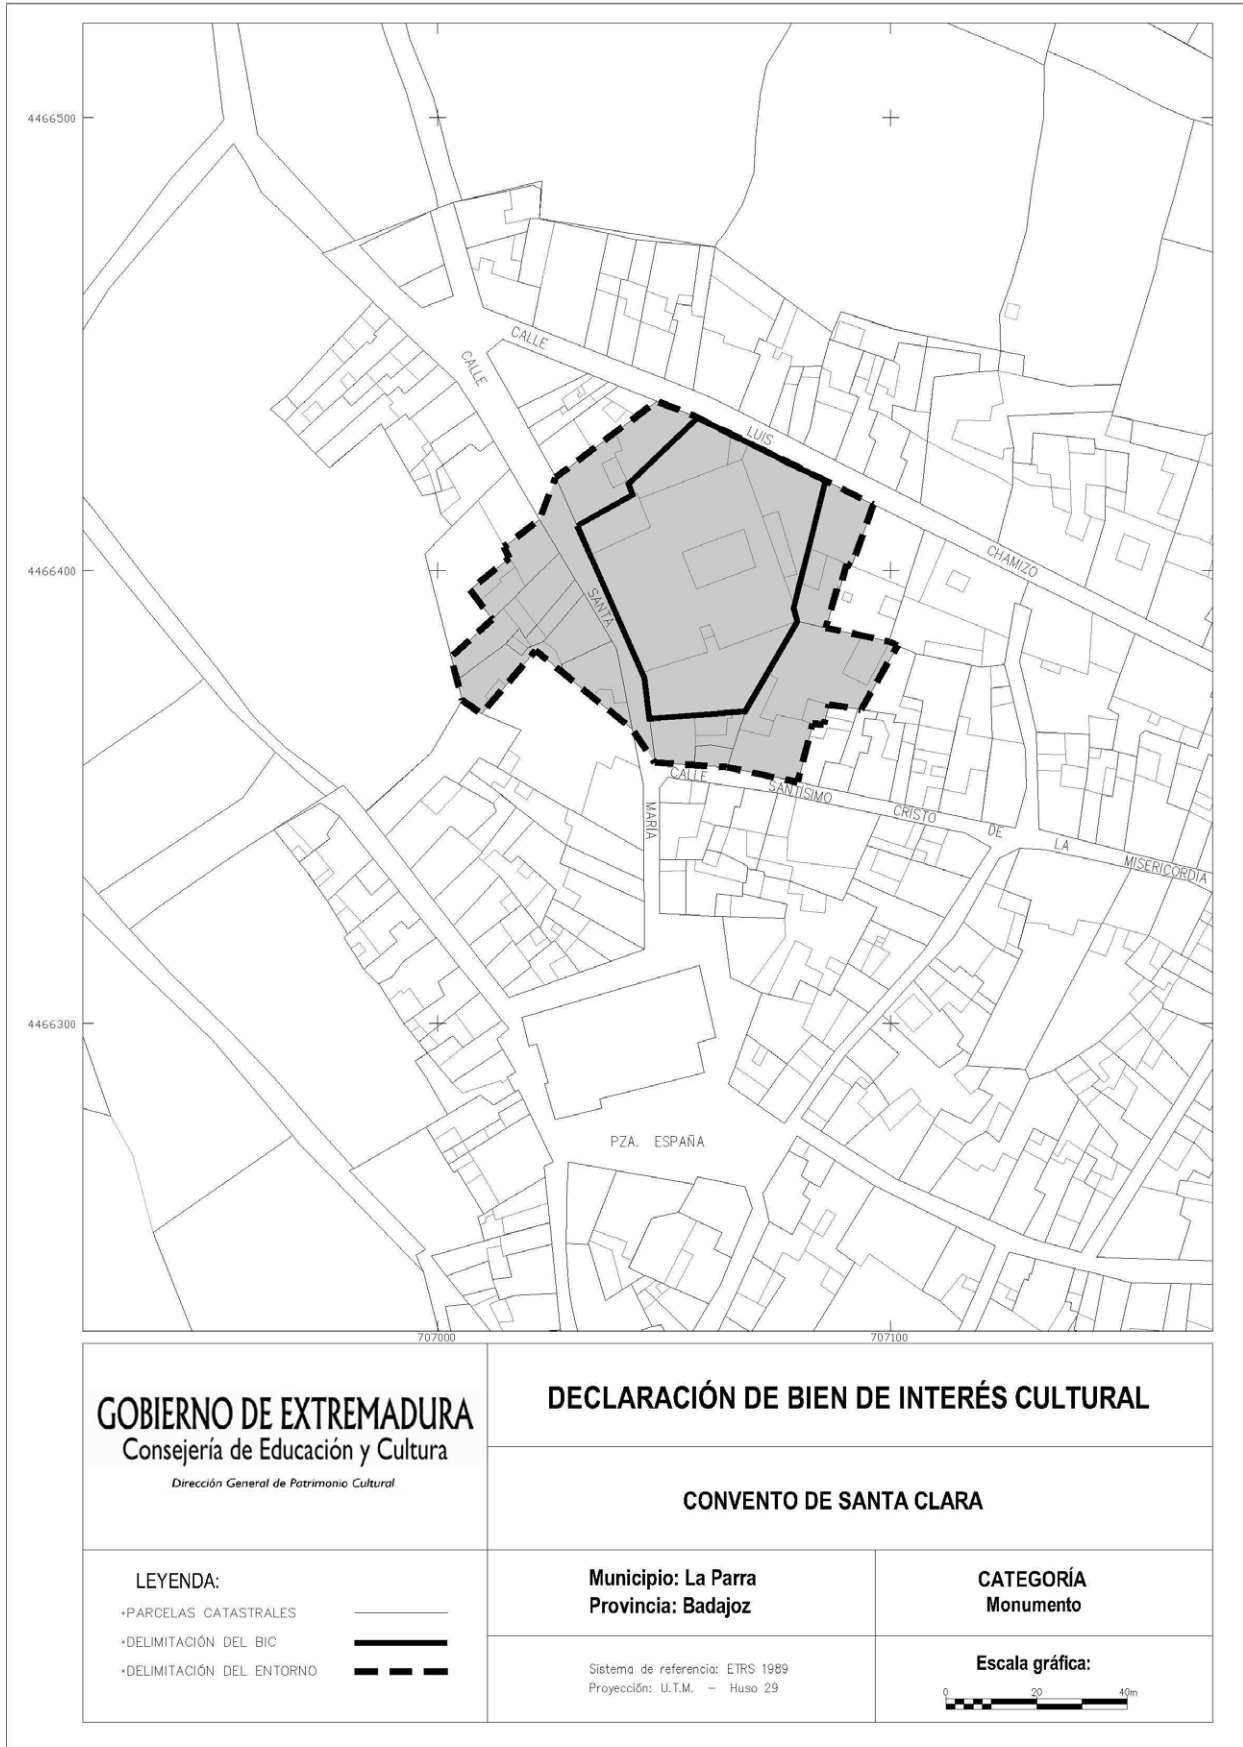 4466500
CALLE
CALLE
LUIS
CHAMIZO
4466400
SANTA
CALLE
SANTÍSIMO
CRISTO
DE
LA
MISERICORDIA
MARÍA
4466300
PZA. ESPAÑA
707000
707100
GOBIERNO DE EXTREMADURA
Consejería de Educación y Cultura
Dirección General de Patrimonio Cultural
DECLARACIÓN DE BIEN DE INTERÉS CULTURAL
CONVENTO DE SANTA CLARA
LEYENDA:
*PARCELAS CATASTRALES
*DELIMITACIÓN DEL BIC
*DELIMITACIÓN DEL ENTORNO
Municipio: La Parra
Provincia: Badajoz
CATEGORÍA
Monumento
Sistema de referencia: ETRS 1989
Proyección: U.T.M. – Huso 29
Escala gráfica:
0 20 40m